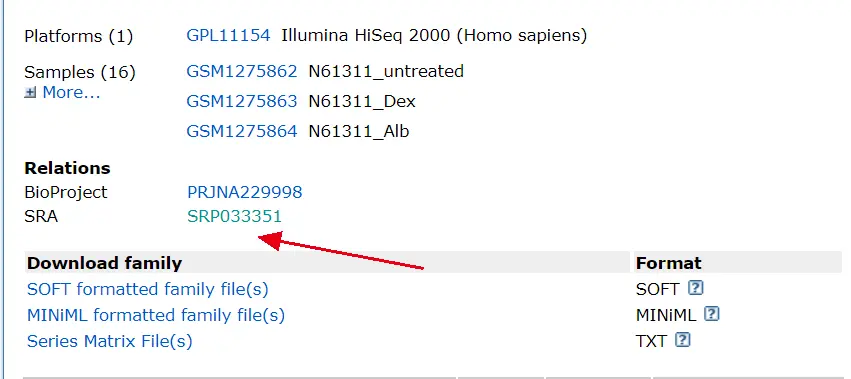 Platforms (1) GPL11154 Illumina HiSeq 2000 (Homo sapiens)
Samples (16) GSM1275862 N61311_untreated
More... GSM1275863 N61311_Dex
GSM1275864 N61311_Alb
Relations
BioProject PRJNA229998
SRA SRP033351
Download family Format
SOFT formatted family file(s) SOFT ?
MINiML formatted family file(s) MINiML ?
Series Matrix File(s) TXT ?